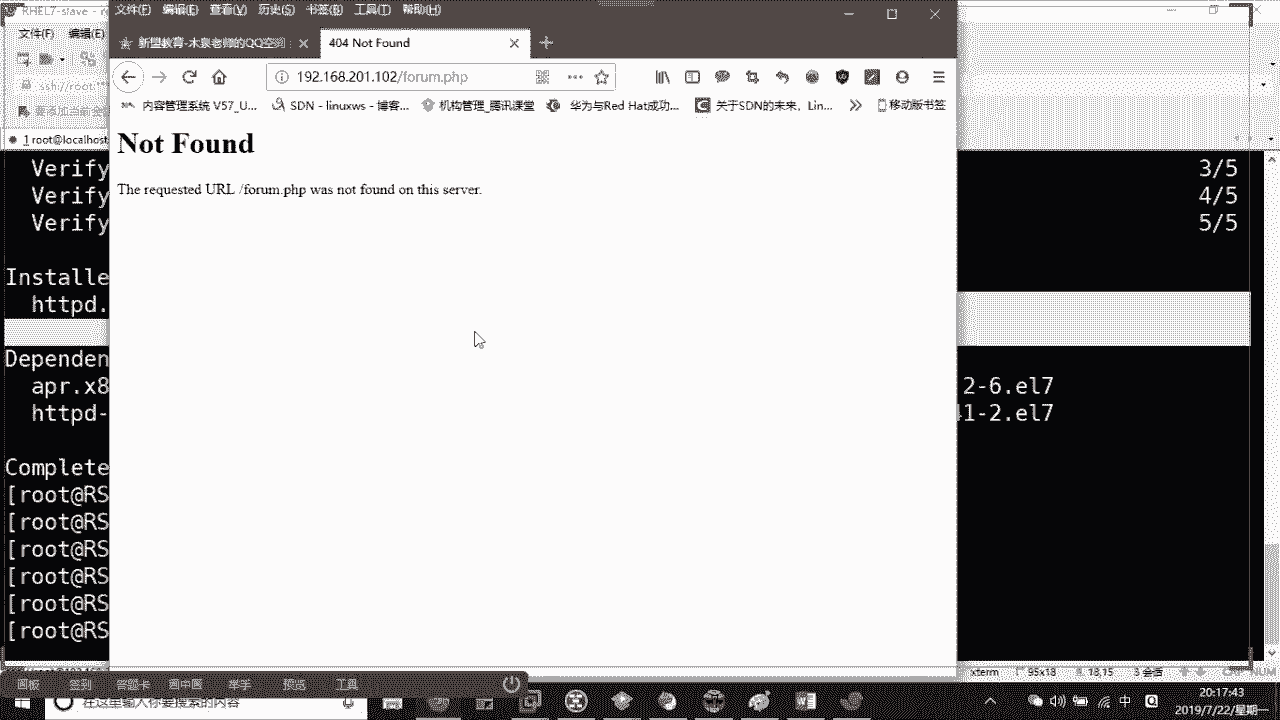 RHEL7-slave
文件(F) 编辑(E) 查看(V) 历史(S) 书签(B) 工具(T) 帮助(H)
文件(F) 编辑(E)
新盟教育-木泉老师的QQ空间
404 Not Found
192.168.201.102/forum.php
ssh://root
内容管理系统 V57_U... SDN - linuxws - 博客... 机构管理_腾讯课堂 华为与Red Hat成功... 关于SDN的未来，Lin... 移动版书签
1 root@localhost
Not Found
The requested URL /forum.php was not found on this server.
Verify 3/5
Verify 4/5
Verify 5/5
Installe
httpd.
Dependen
apr.x8 2-6.el7
httpd- 41-2.el7
Complete
[root@RS
[root@RS
[root@RS
[root@RS
[root@RS
[root@RS
xterm 95x18 18,15 3 会话 CAP NUM
画板 签到 答题卡 画中画 举手 工具
在这里输入你要搜索的内容
中
20:17:43
2019/7/22/星期一